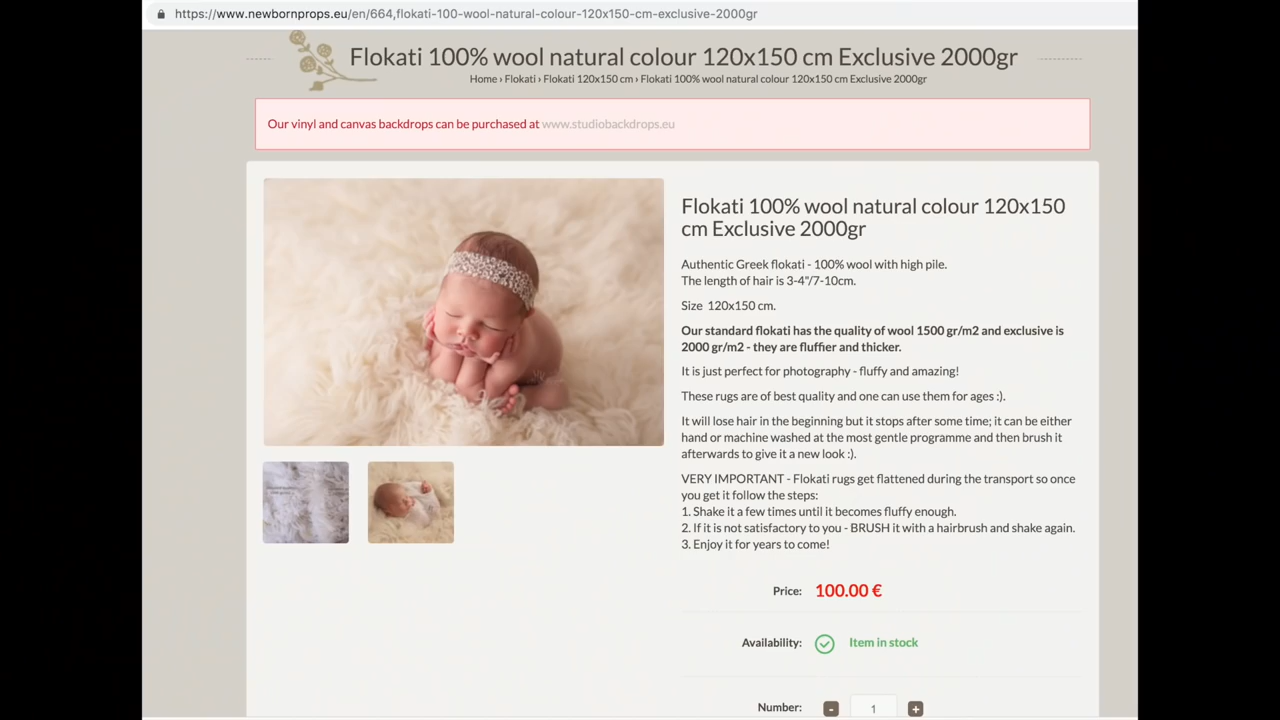 https://www.newbornprops.eu/en/664,flokati-100-wool-natural-colour-120x150-cm-exclusive-2000gr
Flokati 100% wool natural colour 120x150 cm Exclusive 2000gr
Home › Flokati › Flokati 120x150 cm › Flokati 100% wool natural colour 120x150 cm Exclusive 2000gr
Our vinyl and canvas backdrops can be purchased at www.studiobackdrops.eu
Flokati 100% wool natural colour 120x150
cm Exclusive 2000gr
Authentic Greek flokati - 100% wool with high pile.
The length of hair is 3-4"/7-10cm.
Size 120x150 cm.
Our standard flokati has the quality of wool 1500 gr/m2 and exclusive is
2000 gr/m2 - they are fluffier and thicker.
It is just perfect for photography - fluffy and amazing!
These rugs are of best quality and one can use them for ages :).
It will lose hair in the beginning but it stops after some time; it can be either
hand or machine washed at the most gentle programme and then brush it
afterwards to give it a new look :).
VERY IMPORTANT - Flokati rugs get flattened during the transport so once
you get it follow the steps:
1. Shake it a few times until it becomes fluffy enough.
2. If it is not satisfactory to you - BRUSH it with a hairbrush and shake again.
3. Enjoy it for years to come!
Price: 100.00 €
Availability: Item in stock
Number: - 1 +